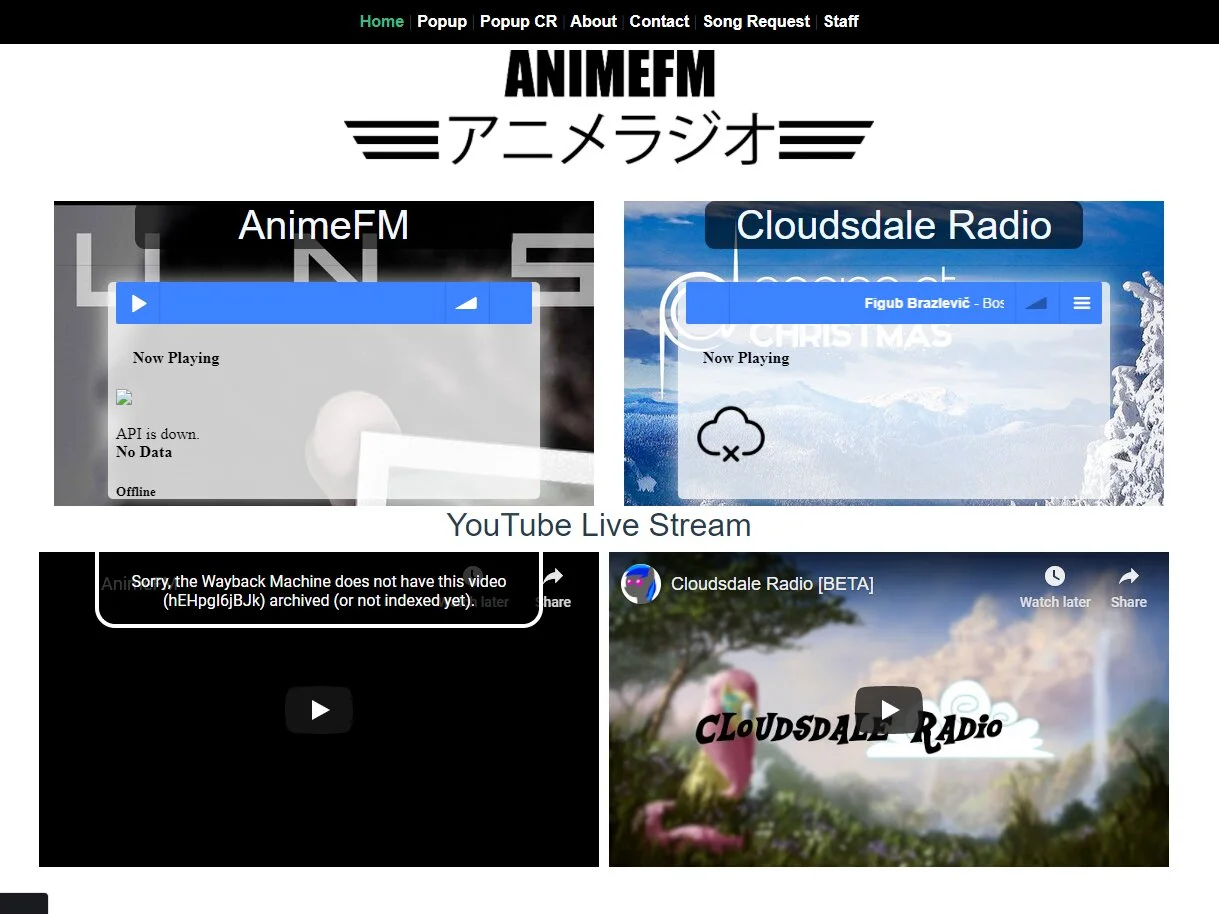 Home | Popup | Popup CR | About | Contact | Song Request | Staff
ANIMEFM
アニメラジオ
AnimeFM
Now Playing
API is down.
No Data
Offline
Cloudsdale Radio
CHRISTMAS
Figub Brazlevič - Bos
Now Playing
YouTube Live Stream
Sorry, the Wayback Machine does not have this video
(hEHpgl6jBJk) archived (or not indexed yet).
Watch later
Share
Cloudsdale Radio [BETA]
Watch later
Share
CLOUDSDALE RADIO